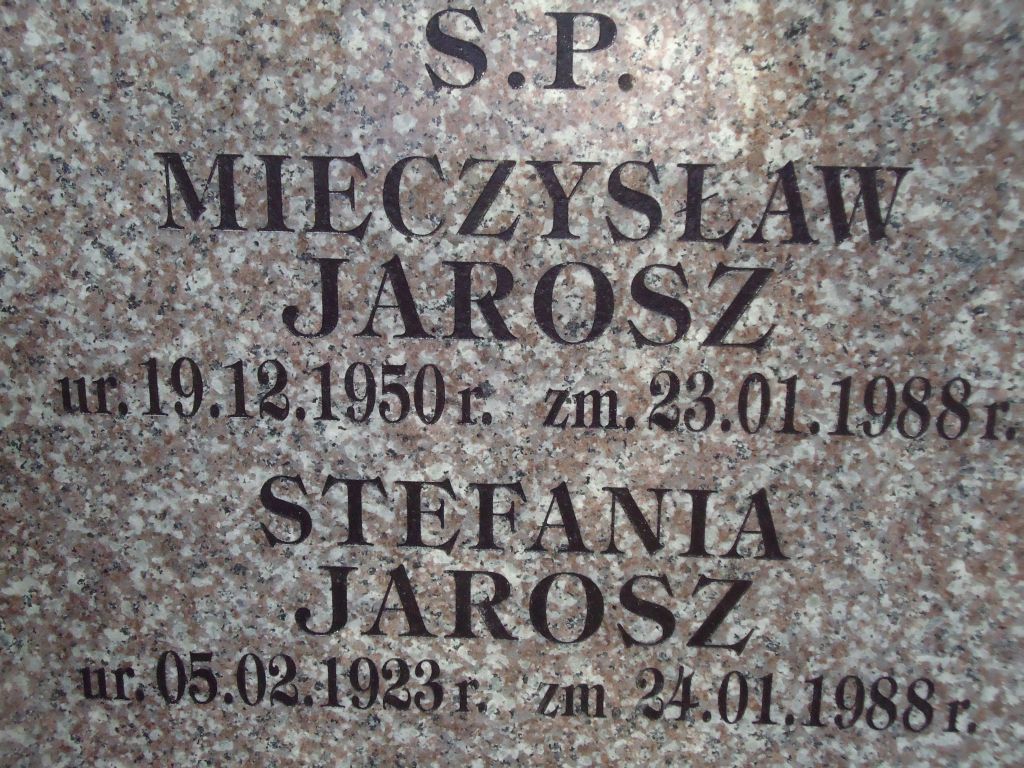 S.P.
MIECZYSŁAW
JAROSZ
ur. 19.12.1950 r. zm. 23.01.1988 r.
STEFANIA
JAROSZ
ur. 05.02.1923 r. zm 24.01.1988 r.